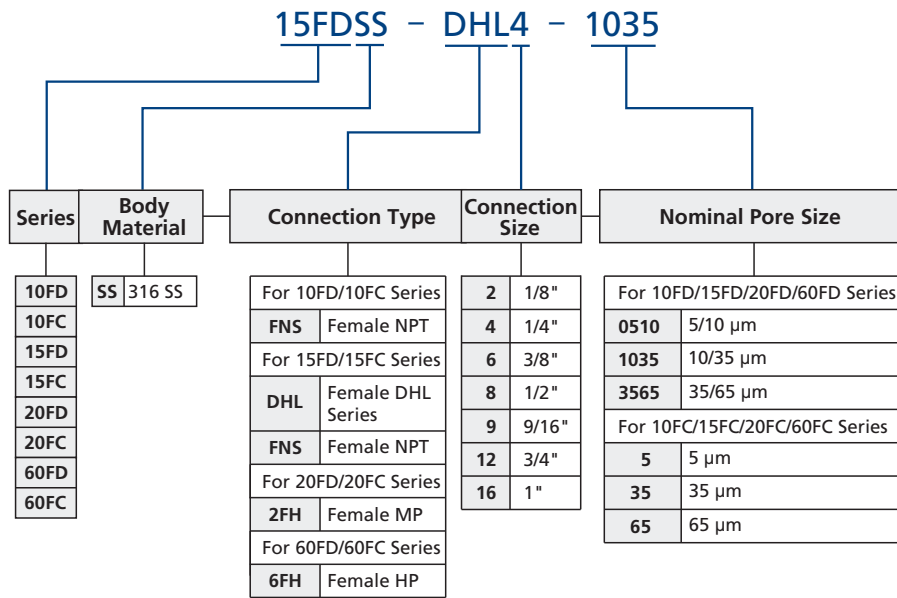 15FDSS – DHL4 – 1035
Series
Body
Material
Connection Type
Connection
Size
Nominal Pore Size
10FD
10FC
15FD
15FC
20FD
20FC
60FD
60FC
SS 316 SS
For 10FD/10FC Series
FNS Female NPT
For 15FD/15FC Series
DHL Female DHL
Series
FNS Female NPT
For 20FD/20FC Series
2FH Female MP
For 60FD/60FC Series
6FH Female HP
2 1/8"
4 1/4"
6 3/8"
8 1/2"
9 9/16"
12 3/4"
16 1"
For 10FD/15FD/20FD/60FD Series
0510 5/10 μm
1035 10/35 μm
3565 35/65 μm
For 10FC/15FC/20FC/60FC Series
5 5 μm
35 35 μm
65 65 μm